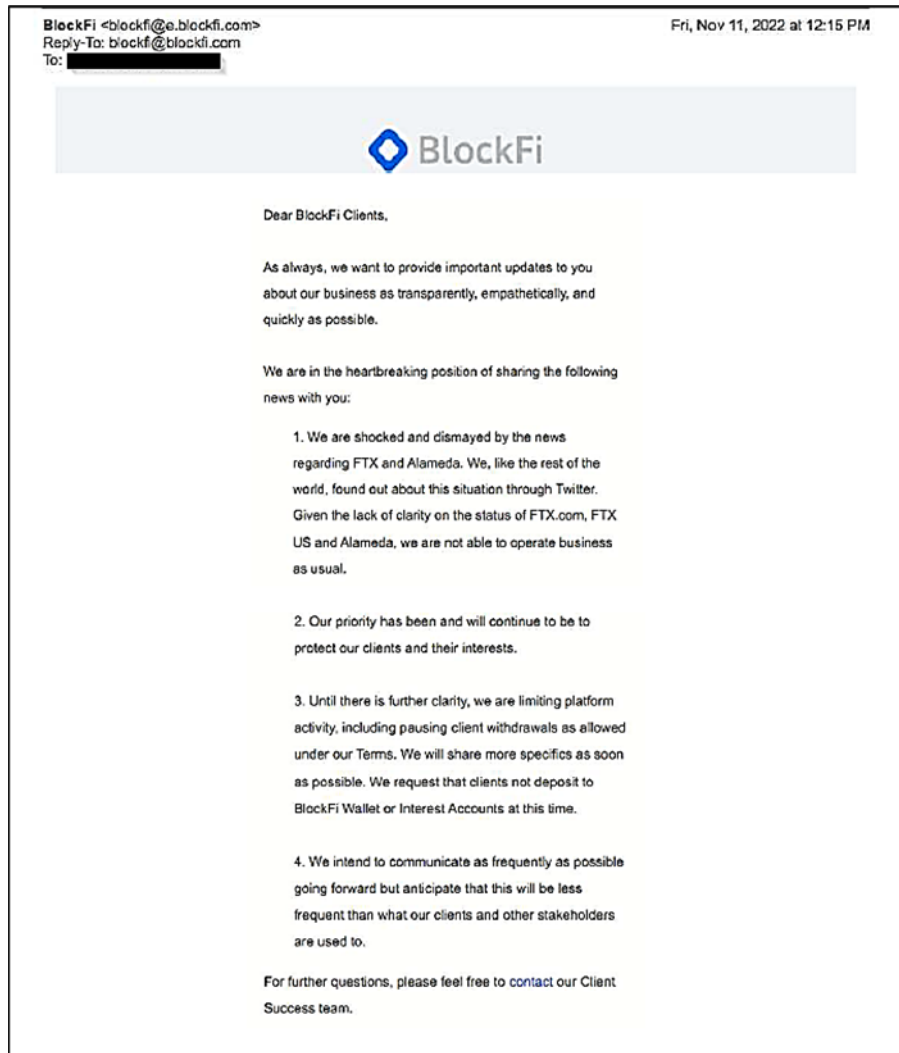 BlockFi <blockfi@e.blockfi.com>
Fri, Nov 11, 2022 at 12:15 PM
Reply-To: blockfi@blockfi.com
To:
BlockFi
Dear BlockFi Clients,
As always, we want to provide important updates to you
about our business as transparently, empathetically, and
quickly as possible.
We are in the heartbreaking position of sharing the following
news with you:
1. We are shocked and dismayed by the news
regarding FTX and Alameda. We, like the rest of the
world, found out about this situation through Twitter.
Given the lack of clarity on the status of FTX.com, FTX
US and Alameda, we are not able to operate business
as usual.
2. Our priority has been and will continue to be to
protect our clients and their interests.
3. Until there is further clarity, we are limiting platform
activity, including pausing client withdrawals as allowed
under our Terms. We will share more specifics as soon
as possible. We request that clients not deposit to
BlockFi Wallet or Interest Accounts at this time.
4. We intend to communicate as frequently as possible
going forward but anticipate that this will be less
frequent than what our clients and other stakeholders
are used to.
For further questions, please feel free to contact our Client
Success team.